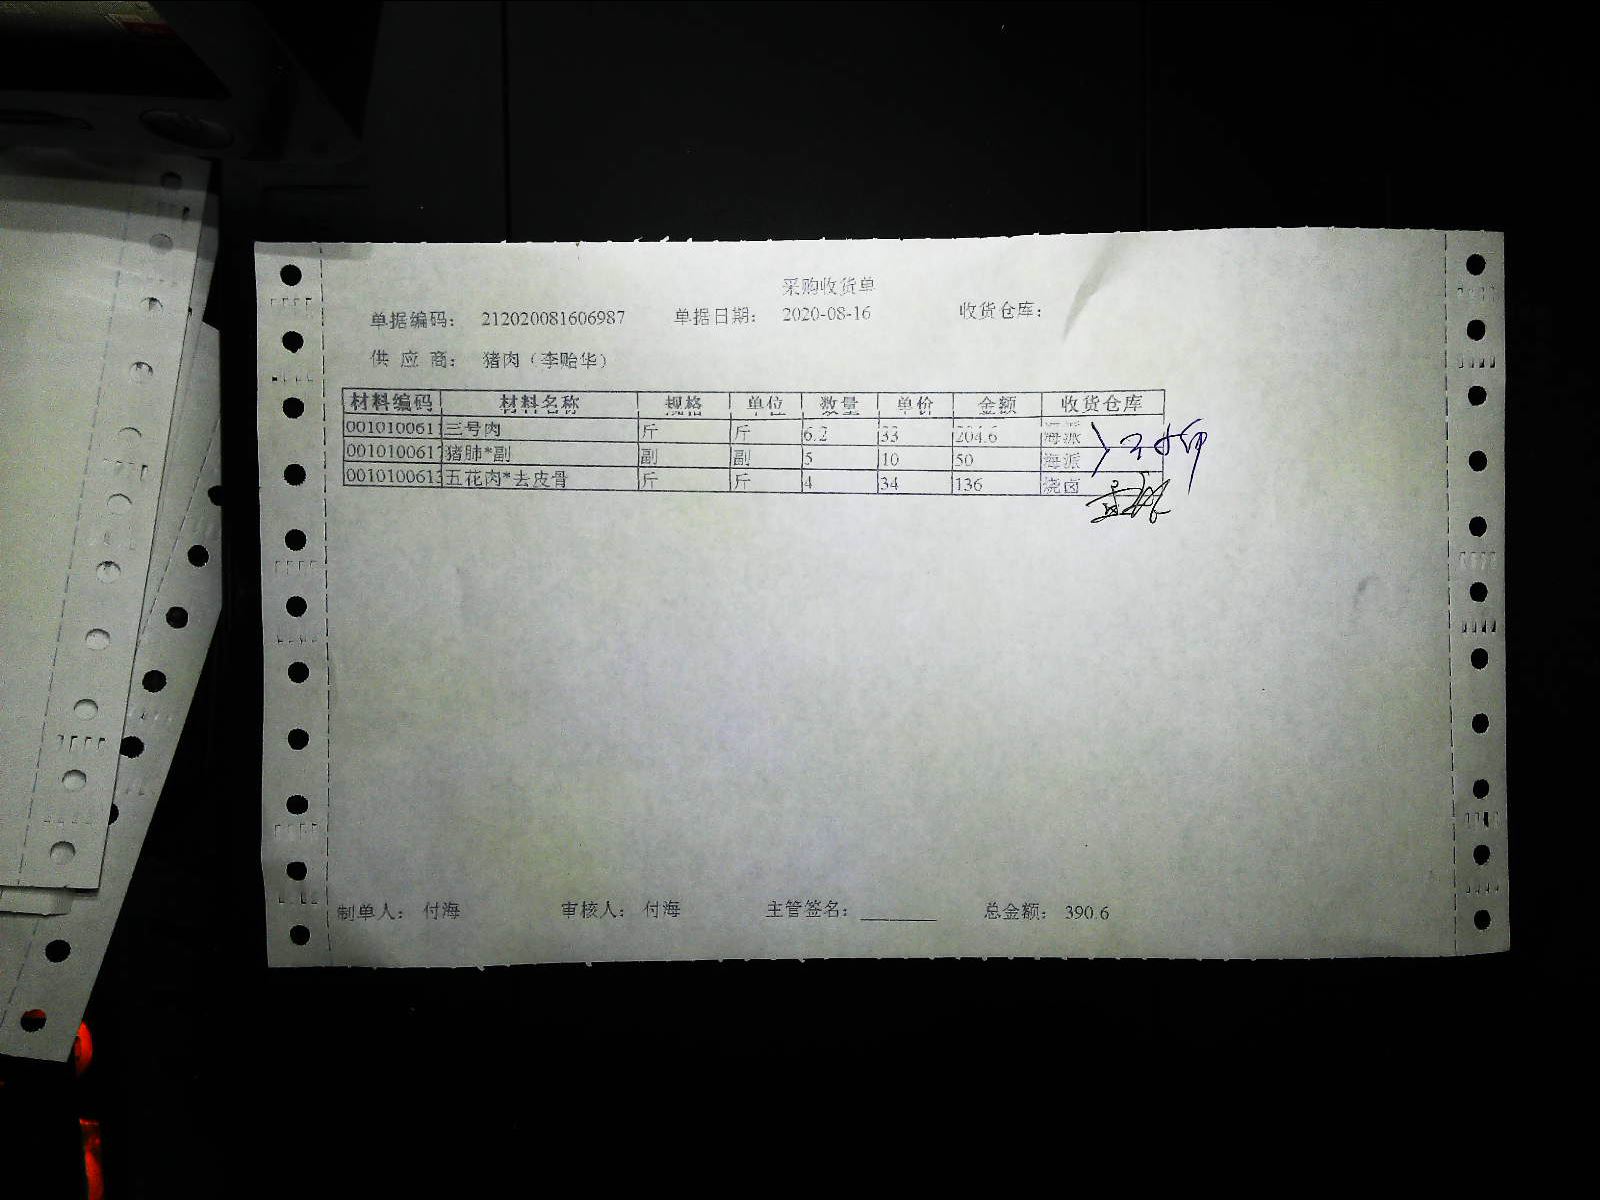 采购收货单
单据编码： 212020081606987 单据日期： 2020-08-16 收货仓库：
供 应 商： 猪肉（李贻华）
材料编码 材料名称 规格 单位 数量 单价 金额 收货仓库
0010100611 三号肉 斤 斤 6.2 33 204.6 海派
0010100617 猪肺*副 副 副 5 10 50 海派
0010100613 五花肉*去皮骨 斤 斤 4 34 136 烧卤
制单人： 付海 审核人： 付海 主管签名： 总金额： 390.6